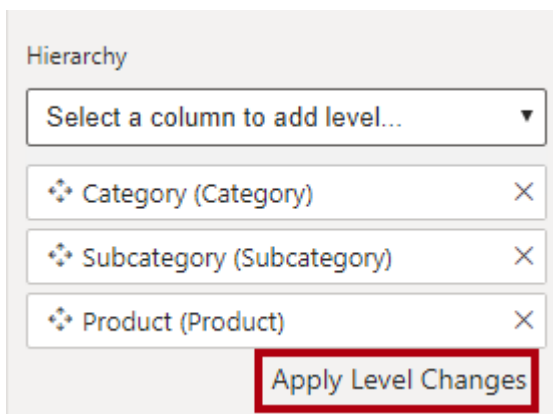 Hierarchy
Select a column to add level...
Category (Category)
Subcategory (Subcategory)
Product (Product)
Apply Level Changes